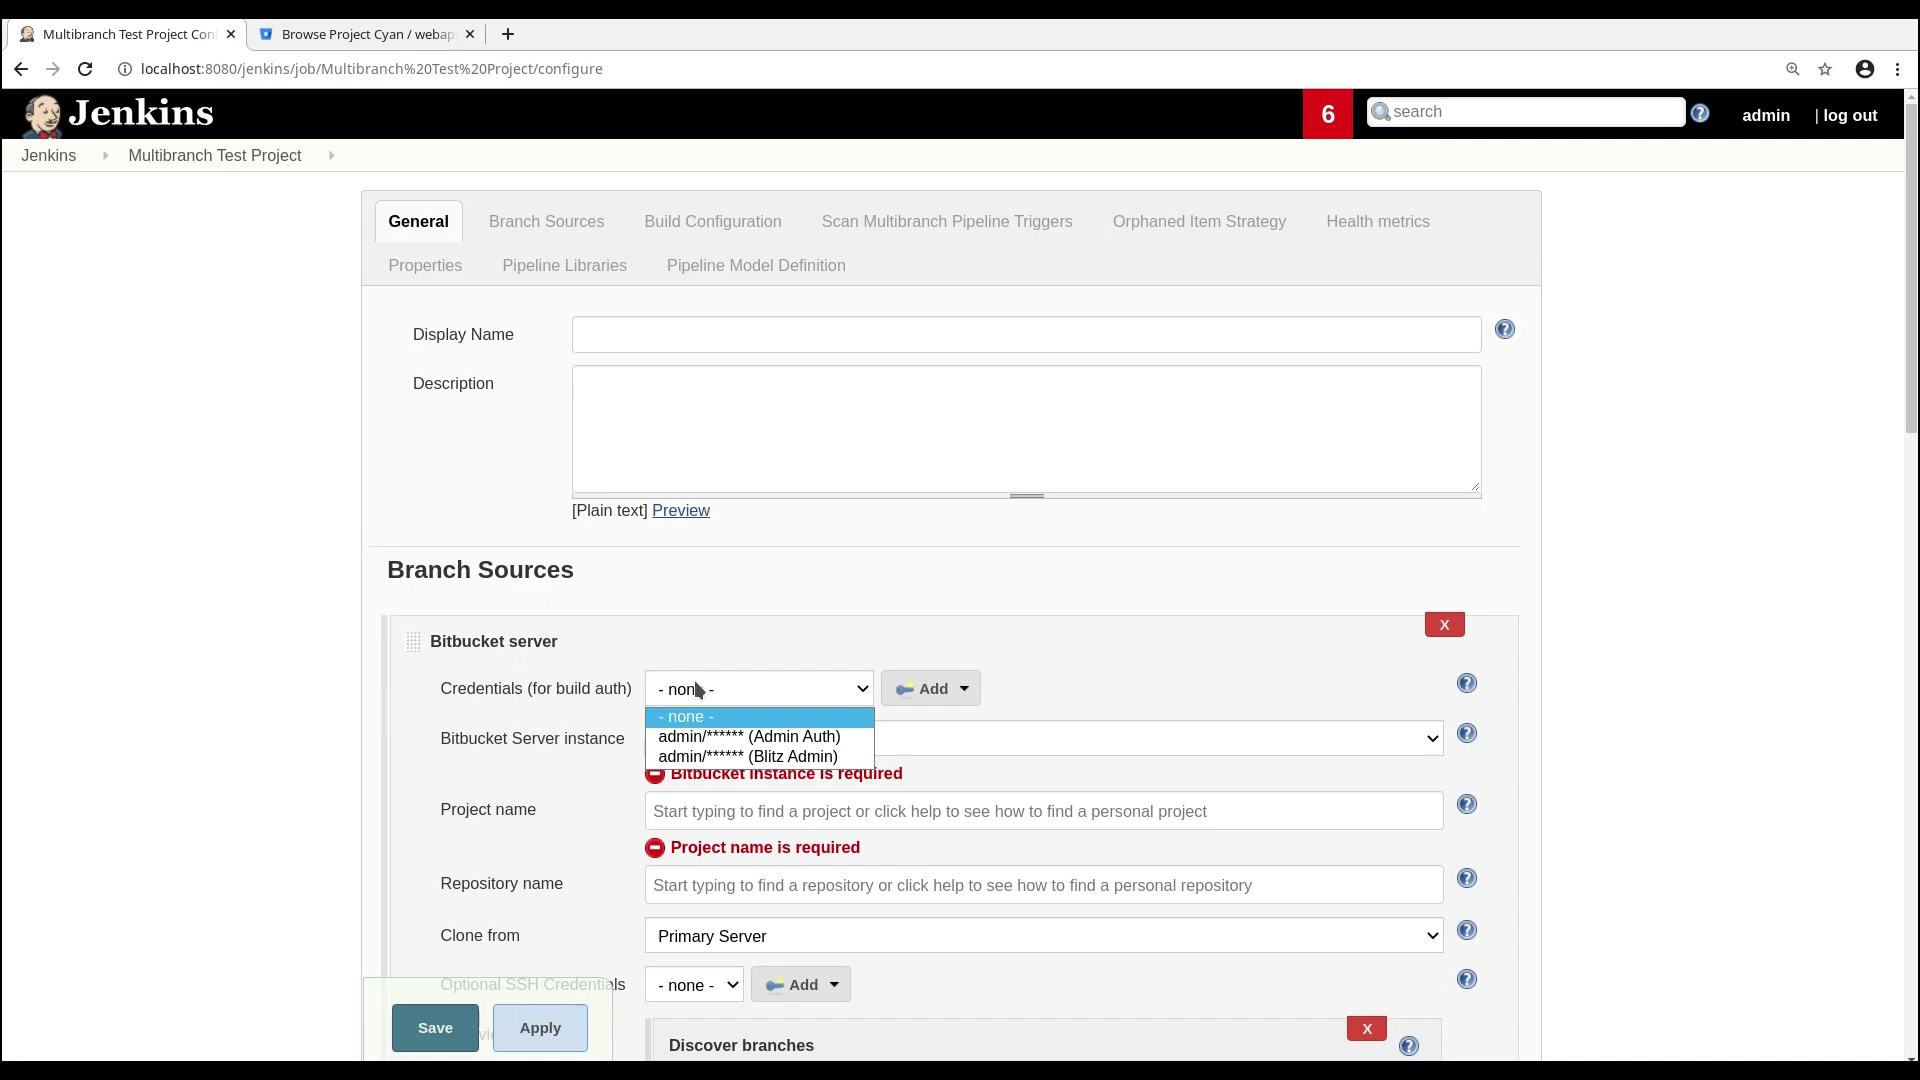 Multibranch Test Project Con
Browse Project Cyan / webap
localhost:8080/jenkins/job/Multibranch%20Test%20Project/configure
Jenkins
6
search
admin
| log out
Jenkins
Multibranch Test Project
General
Branch Sources
Build Configuration
Scan Multibranch Pipeline Triggers
Orphaned Item Strategy
Health metrics
Properties
Pipeline Libraries
Pipeline Model Definition
Display Name
Description
[Plain text] Preview
Branch Sources
X
Bitbucket server
Credentials (for build auth)
- none -
Add
- none -
admin/****** (Admin Auth)
admin/****** (Blitz Admin)
Bitbucket Server instance
Bitbucket instance is required
Project name
Start typing to find a project or click help to see how to find a personal project
Project name is required
Repository name
Start typing to find a repository or click help to see how to find a personal repository
Clone from
Primary Server
Optional SSH Credentials
- none -
Add
Save
Apply
X
Discover branches